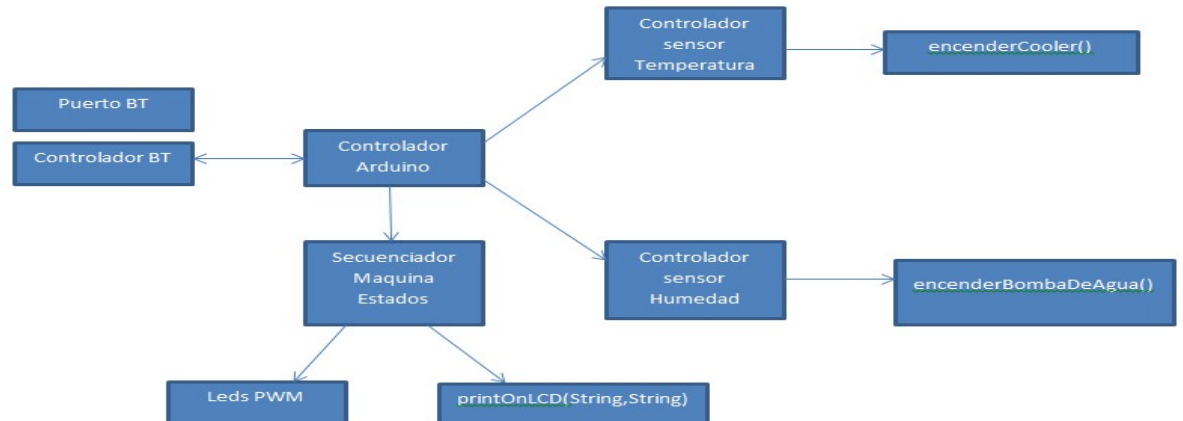 Controlador
sensor
Temperatura
encenderCooler()
Puerto BT
Controlador BT
Controlador
Arduino
Secuenciador
Maquina
Estados
Controlador
sensor
Humedad
encenderBombaDeAgua()
Leds PWM
printOnLCD(String,String)